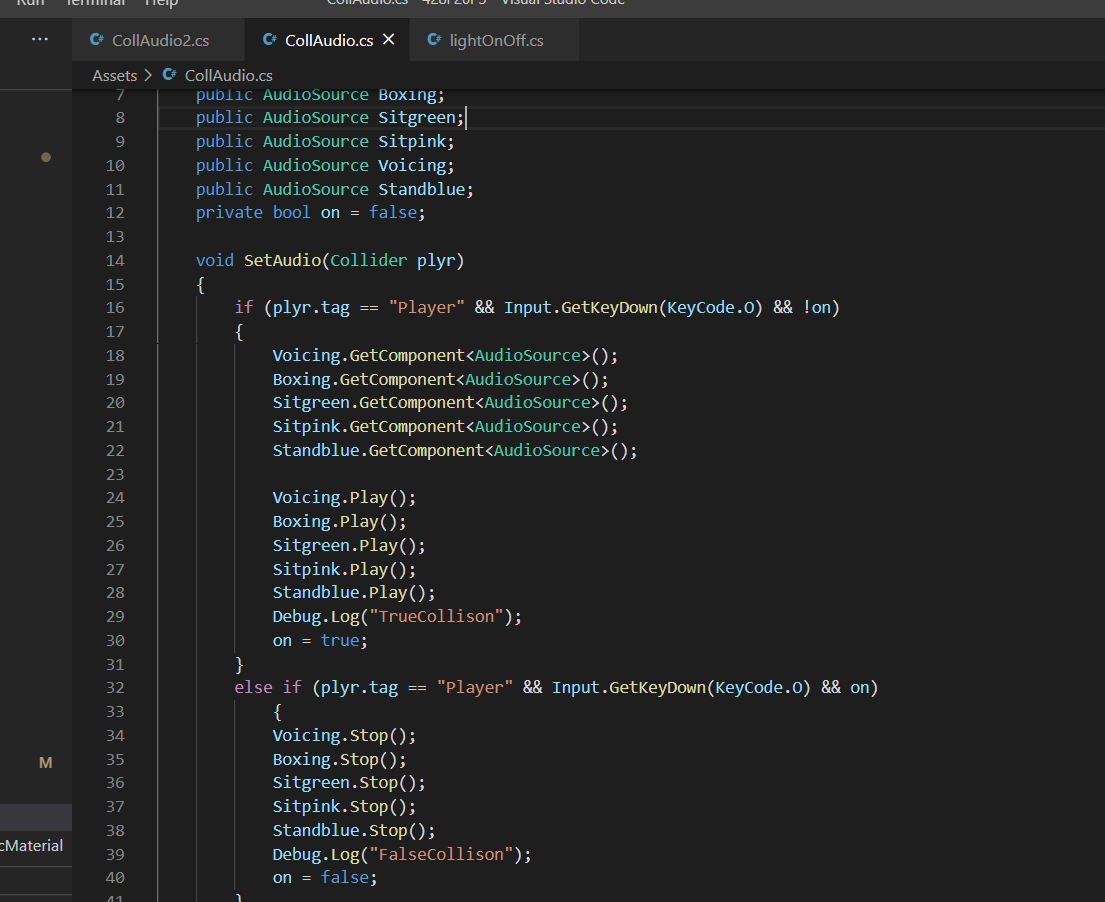 Run Terminal Help CollAudio.cs - 428F20F5 - Visual Studio Code
··· CollAudio2.cs CollAudio.cs × lightOnOff.cs
Assets > CollAudio.cs
7 public AudioSource Boxing;
8 public AudioSource Sitgreen;
9 public AudioSource Sitpink;
10 public AudioSource Voicing;
11 public AudioSource Standblue;
12 private bool on = false;
13
14 void SetAudio(Collider plyr)
15 {
16 if (plyr.tag == "Player" && Input.GetKeyDown(KeyCode.O) && !on)
17 {
18 Voicing.GetComponent<AudioSource>();
19 Boxing.GetComponent<AudioSource>();
20 Sitgreen.GetComponent<AudioSource>();
21 Sitpink.GetComponent<AudioSource>();
22 Standblue.GetComponent<AudioSource>();
23
24 Voicing.Play();
25 Boxing.Play();
26 Sitgreen.Play();
27 Sitpink.Play();
28 Standblue.Play();
29 Debug.Log("TrueCollison");
30 on = true;
31 }
32 else if (plyr.tag == "Player" && Input.GetKeyDown(KeyCode.O) && on)
33 {
34 Voicing.Stop();
35 Boxing.Stop();
36 Sitgreen.Stop();
37 Sitpink.Stop();
38 Standblue.Stop();
39 Debug.Log("FalseCollison");
40 on = false;
41 }
M
cMaterial